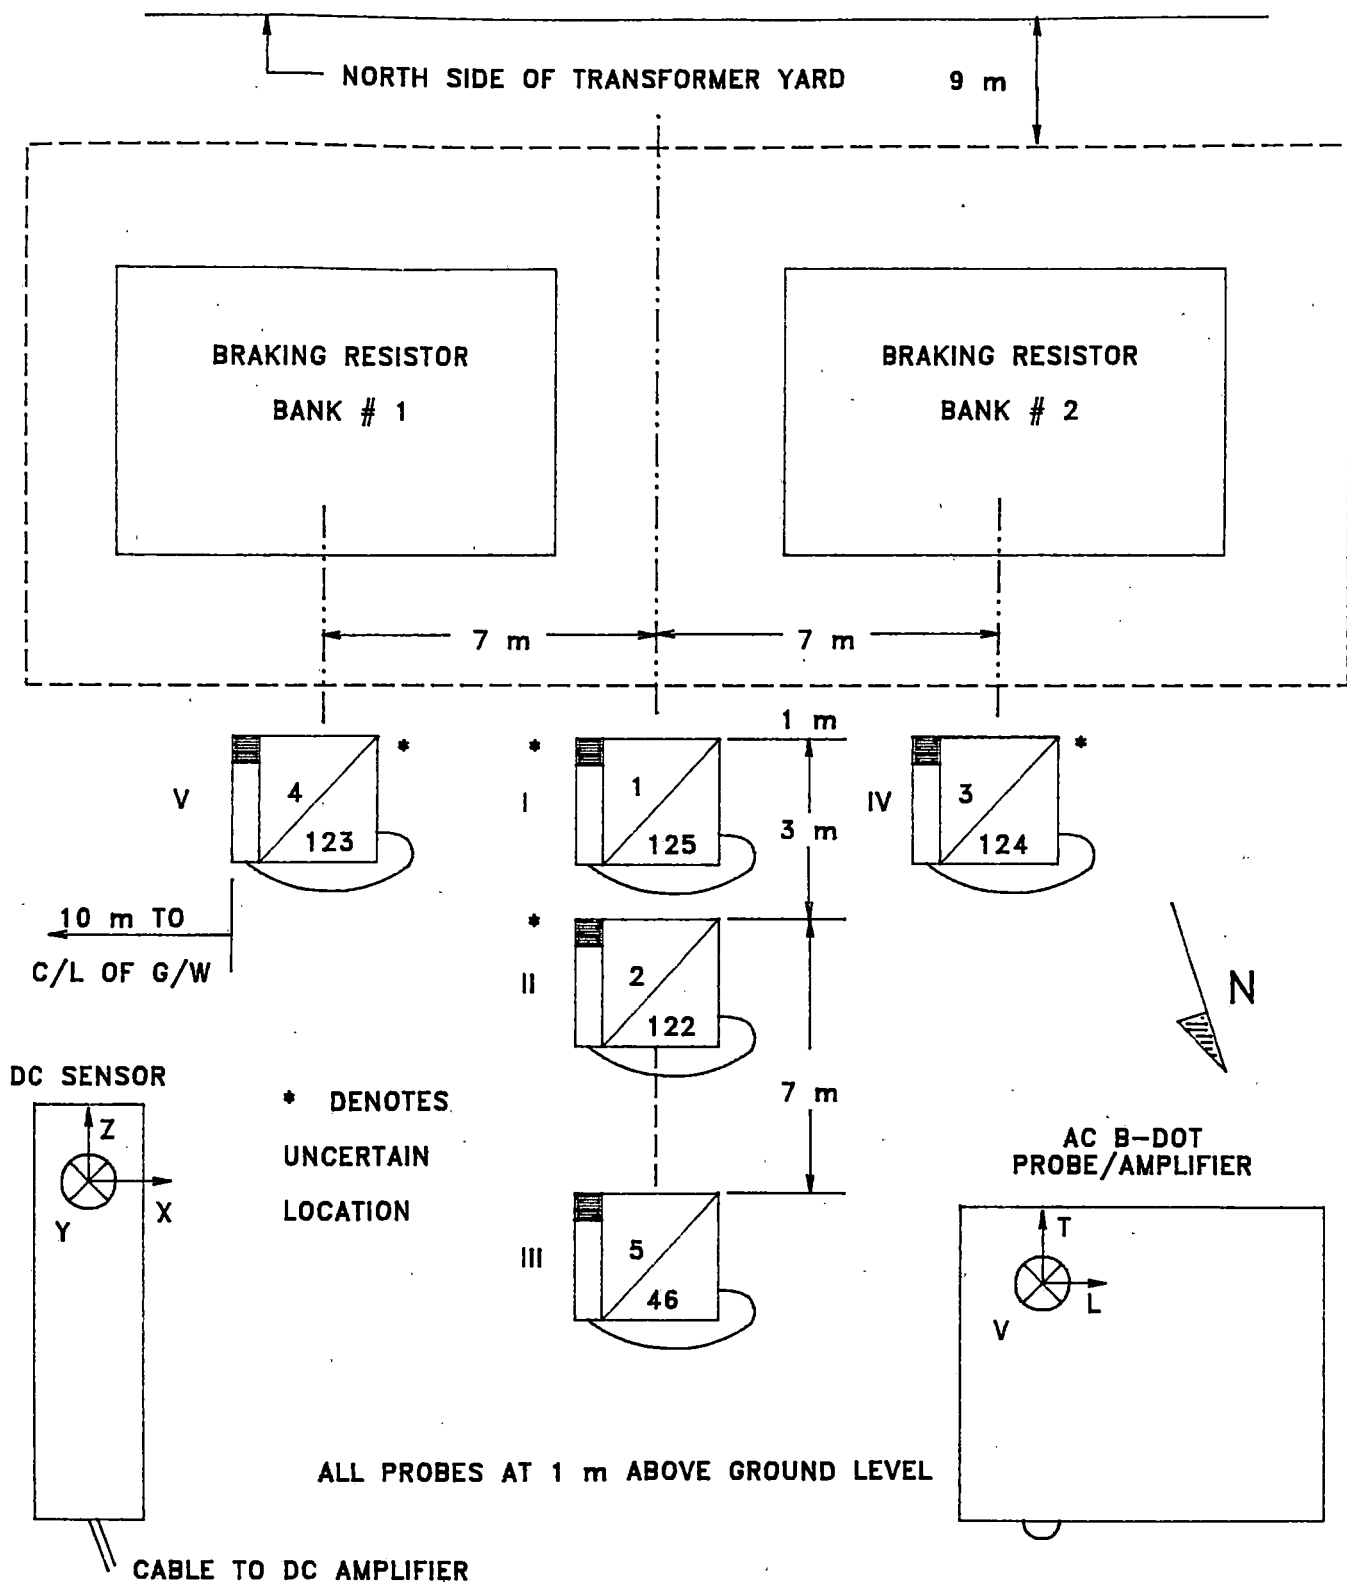 NORTH SIDE OF TRANSFORMER YARD
9 m
BRAKING RESISTOR
BANK # 1
BRAKING RESISTOR
BANK # 2
7 m
7 m
1 m
*
*
*
V
4
123
I
1
125
3 m
IV
3
124
10 m TO
C/L OF G/W
*
II
2
122
N
7 m
DC SENSOR
Z
X
Y
* DENOTES
UNCERTAIN
LOCATION
AC B-DOT
PROBE/AMPLIFIER
T
L
V
III
5
46
ALL PROBES AT 1 m ABOVE GROUND LEVEL
CABLE TO DC AMPLIFIER